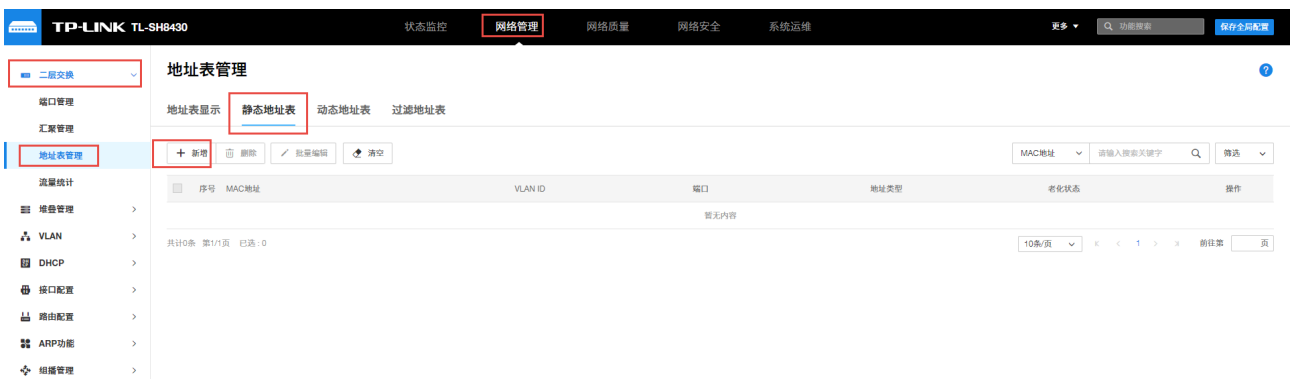 TP-LINK TL-SH8430 状态监控 网络管理 网络质量 网络安全 系统运维 更多 功能搜索 保存全局配置
二层交换
端口管理
汇聚管理
地址表管理
流量统计
堆叠管理
VLAN
DHCP
接口配置
路由配置
ARP功能
组播管理
地址表管理
地址表显示 静态地址表 动态地址表 过滤地址表
新增 删除 批量编辑 清空 MAC地址 请输入搜索关键字 筛选
序号 MAC地址 VLAN ID 端口 地址类型 老化状态 操作
暂无内容
共计0条 第1/1页 已选:0 10条/页 1 前往第 页